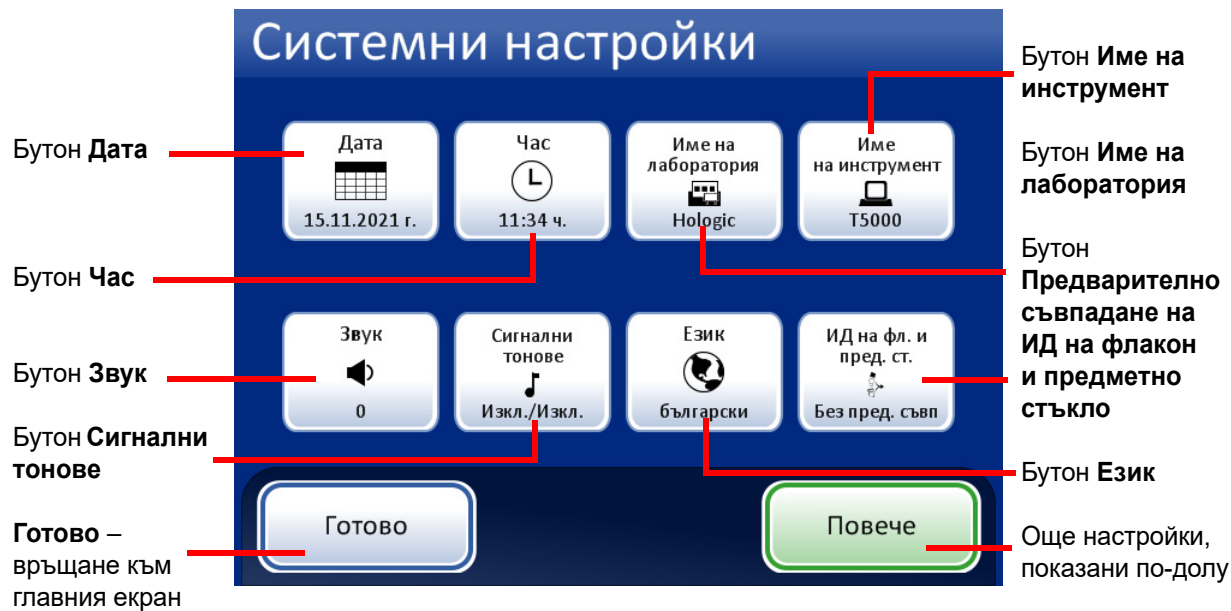 Системни настройки
Бутон Дата
Бутон Час
Бутон Звук
Бутон Сигнални
тонове
Готово –
връщане към
главния екран
Дата
15.11.2021 г.
Час
11:34 ч.
Име на
лаборатория
Hologic
Име
на инструмент
T5000
Звук
0
Сигнални
тонове
Изкл./Изкл.
Език
български
ИД на фл. и
пред. ст.
Без пред. съвп
Готово
Повече
Бутон Име на
инструмент
Бутон Име на
лаборатория
Бутон
Предварително
съвпадане на
ИД на флакон
и предметно
стъкло
Бутон Език
Още настройки,
показани по-долу